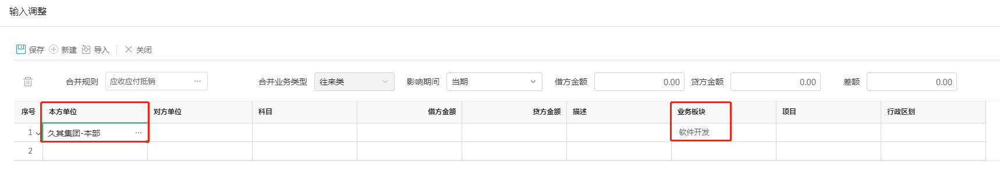 输入调整
保存 新建 导入 关闭
合并规则 应收应付抵销 ··· 合并业务类型 往来类 影响期间 当期 借方金额 0.00 贷方金额 0.00 差额 0.00
序号 本方单位 对方单位 科目 借方金额 贷方金额 描述 业务板块 项目 行政区划
1 久其集团-本部 ··· 软件开发
2